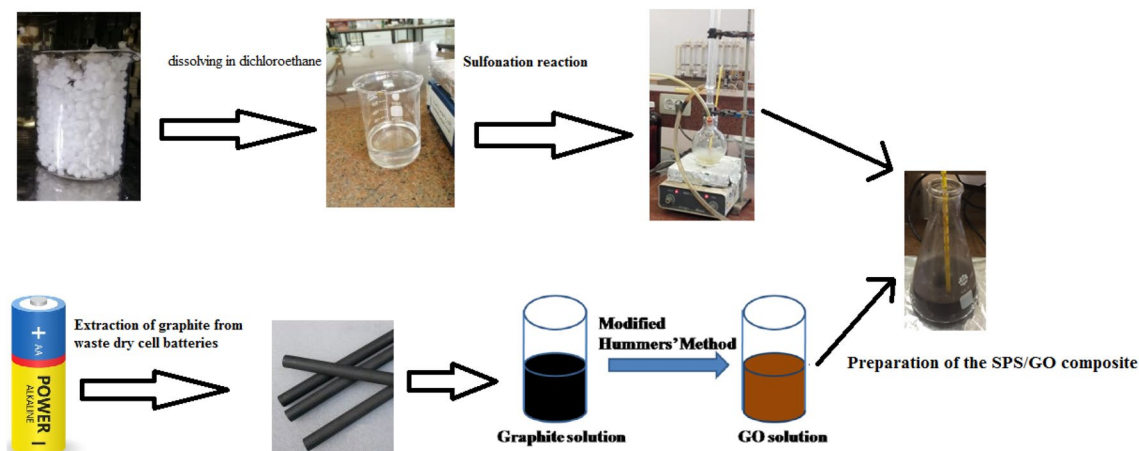 dissolving in dichloroethane
Sulfonation reaction
+
AA
POWER
ALKALINE
I
Extraction of graphite from
waste dry cell batteries
Modified
Hummers' Method
Graphite solution
GO solution
Preparation of the SPS/GO composite